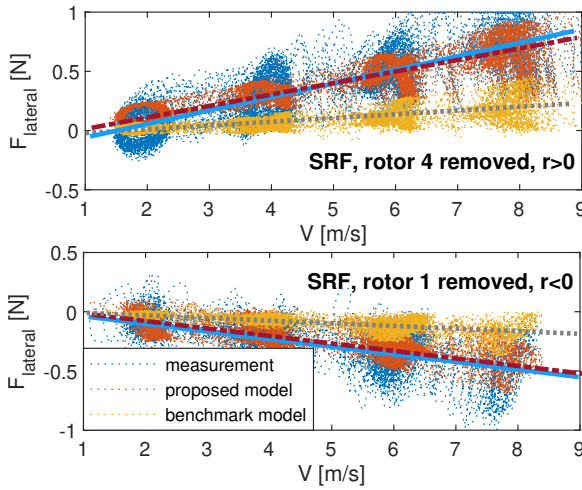 1
0.5
0
-0.5
F_lateral [N]
SRF, rotor 4 removed, r>0
1 2 3 4 5 6 7 8 9
V [m/s]
0.5
0
-0.5
-1
F_lateral [N]
SRF, rotor 1 removed, r<0
measurement
proposed model
benchmark model
1 2 3 4 5 6 7 8 9
V [m/s]